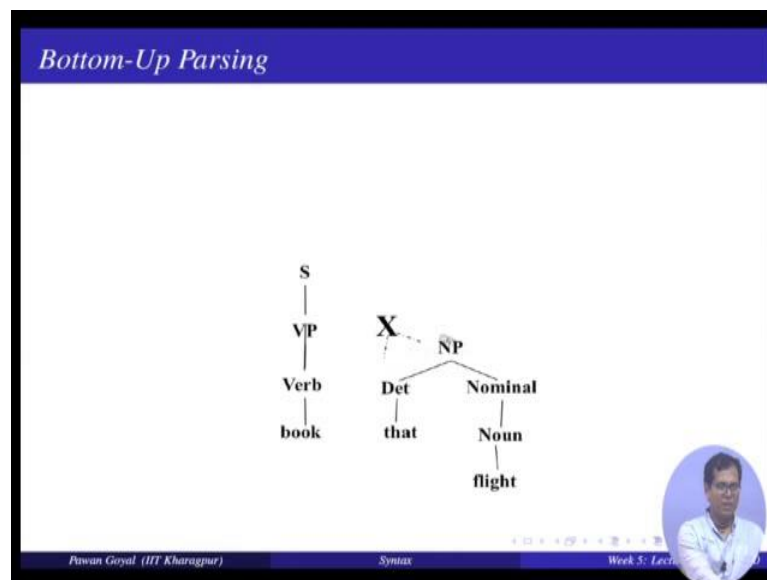 Bottom-Up Parsing
S
VP
X
NP
Verb
Det
Nominal
book
that
Noun
flight
Pawan Goyal (IIT Kharagpur)
Syntax
Week 5: